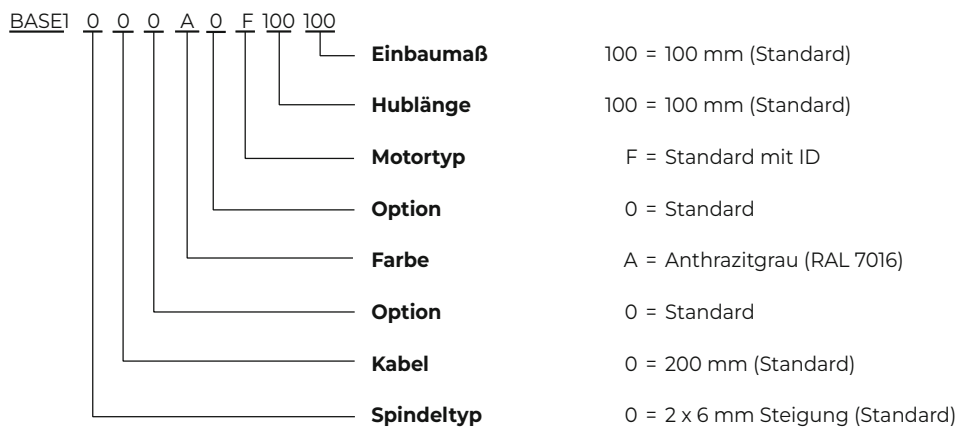 BASE1 0 0 0 A 0 F 100 100
Einbaumaß 100 = 100 mm (Standard)
Hublänge 100 = 100 mm (Standard)
Motortyp F = Standard mit ID
Option 0 = Standard
Farbe A = Anthrazitgrau (RAL 7016)
Option 0 = Standard
Kabel 0 = 200 mm (Standard)
Spindeltyp 0 = 2 x 6 mm Steigung (Standard)